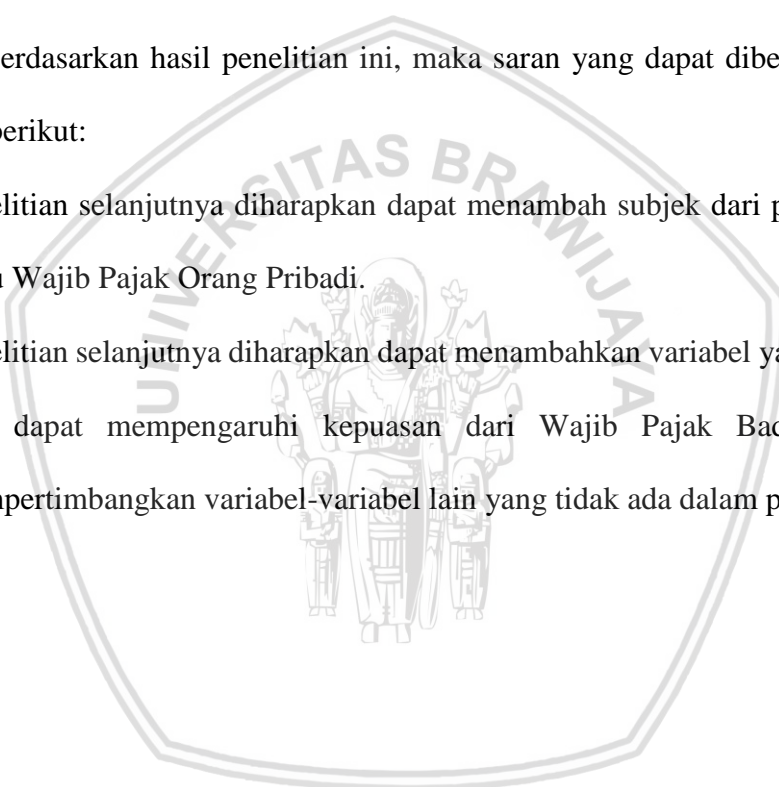 erdasarkan hasil penelitian ini, maka saran yang dapat dibe
berikut:
UNIVERSITAS BRAWIJAYA
elitian selanjutnya diharapkan dapat menambah subjek dari p
u Wajib Pajak Orang Pribadi.
elitian selanjutnya diharapkan dapat menambahkan variabel ya
dapat mempengaruhi kepuasan dari Wajib Pajak Bad
npertimbangkan variabel-variabel lain yang tidak ada dalam p